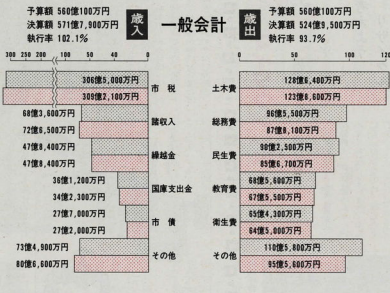 予算額 560億100万円
決算額 571億7,900万円
執行率 102.1%
歳入
一般会計
歳出
予算額 560億100万円
決算額 524億9,500万円
執行率 93.7%
300 200 100 50 0
306億5,000万円
309億2,100万円
市税
68億3,600万円
72億6,500万円
諸収入
47億8,400万円
47億8,400万円
繰越金
36億1,200万円
34億2,300万円
国庫支出金
27億7,000万円
27億2,000万円
市債
73億4,900万円
80億6,600万円
その他
0 50 100
土木費
128億6,400万円
123億8,600万円
総務費
96億5,500万円
87億8,100万円
民生費
90億2,500万円
85億6,700万円
教育費
68億5,600万円
67億5,500万円
衛生費
65億4,300万円
64億5,000万円
その他
110億5,800万円
95億5,600万円